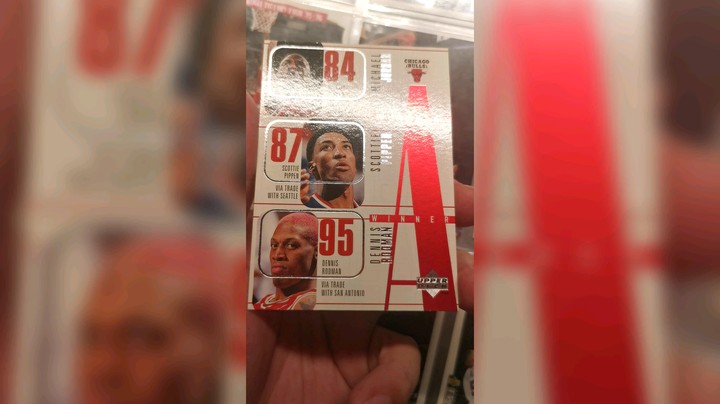 84
MICHAEL
CHICAGO
BULLS
87
SCOTTIE
PIPPEN
VIA TRADE
WITH SEATTLE
SCOTTIE
PIPPEN
WINNER
95
DENNIS
RODMAN
VIA TRADE
WITH SAN ANTONIO
DENNIS
RODMAN
UPPER